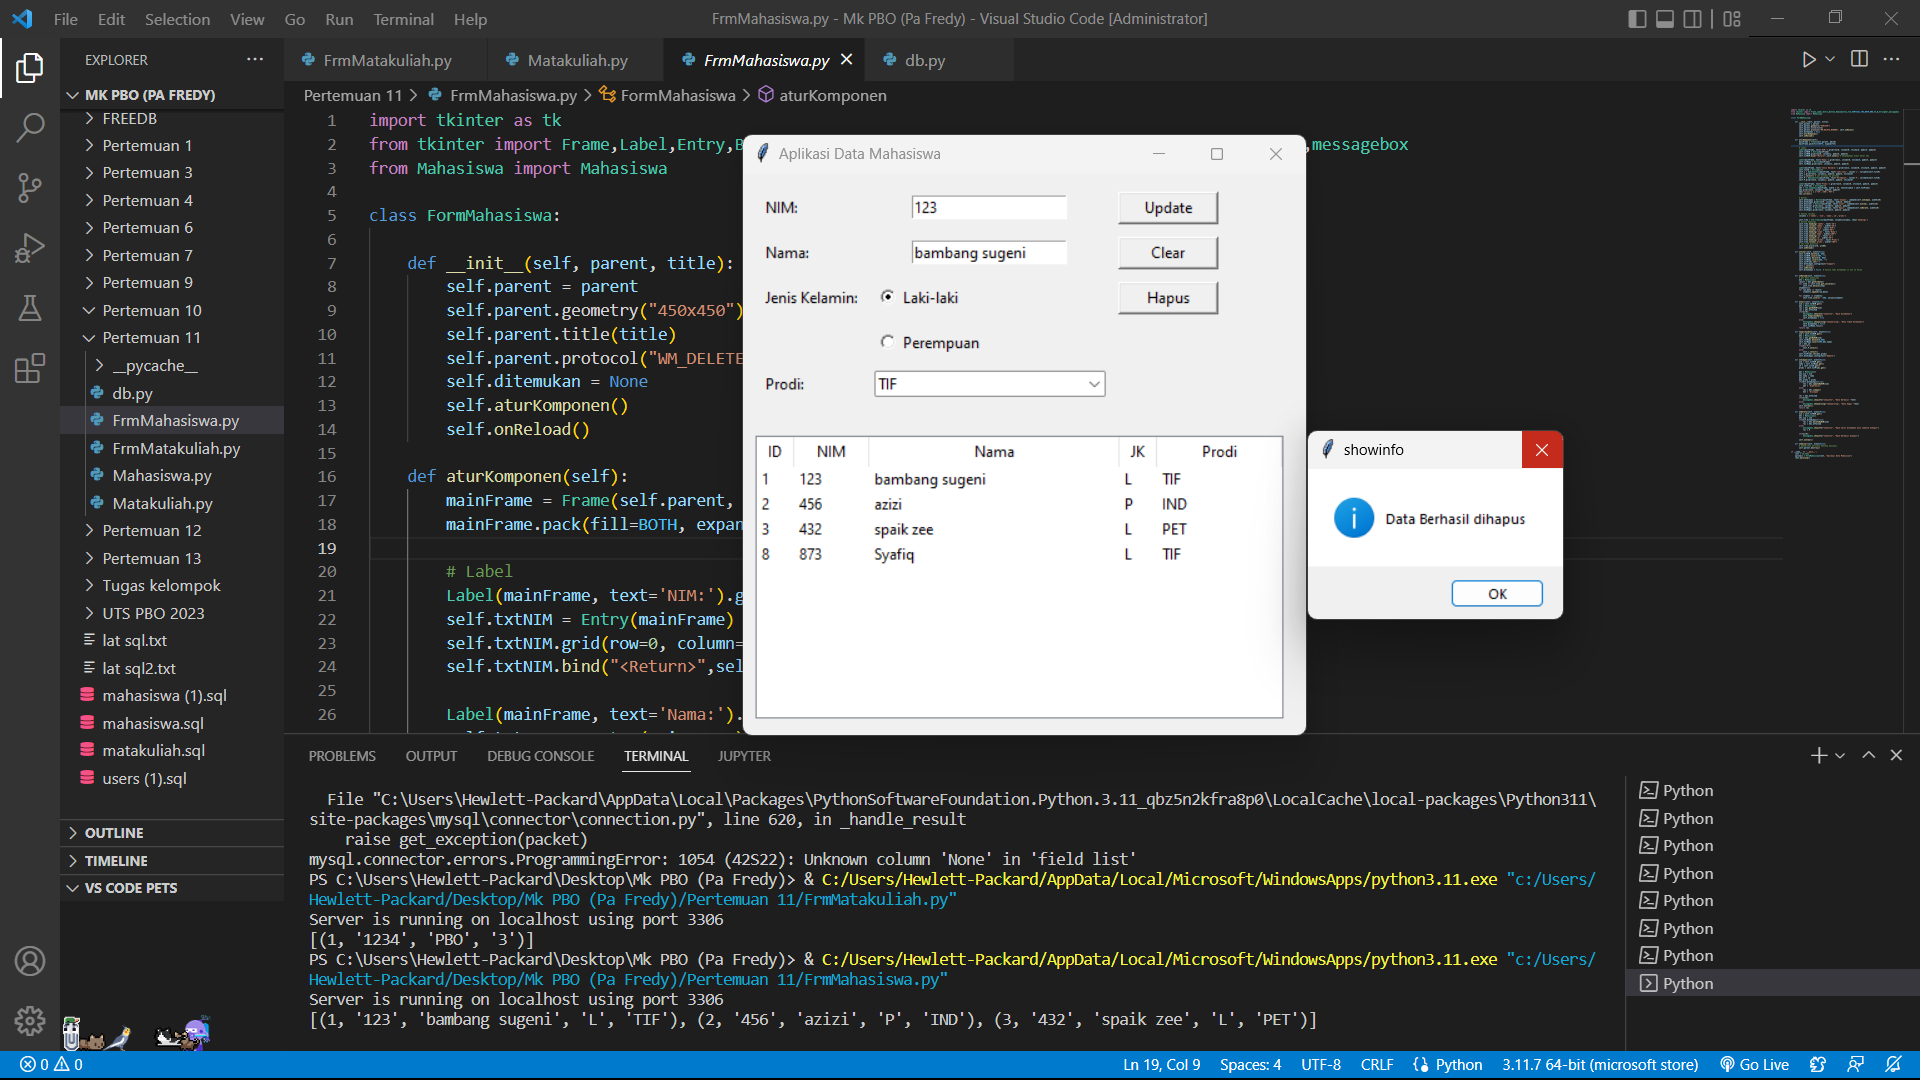 File Edit Selection View Go Run Terminal Help
FrmMahasiswa.py - Mk PBO (Pa Fredy) - Visual Studio Code [Administrator]
EXPLORER
MK PBO (PA FREDY)
FREEDB
Pertemuan 1
Pertemuan 3
Pertemuan 4
Pertemuan 6
Pertemuan 7
Pertemuan 9
Pertemuan 10
Pertemuan 11
__pycache__
db.py
FrmMahasiswa.py
FrmMatakuliah.py
Mahasiswa.py
Matakuliah.py
Pertemuan 12
Pertemuan 13
Tugas kelompok
UTS PBO 2023
lat sql.txt
lat sql2.txt
mahasiswa (1).sql
mahasiswa.sql
matakuliah.sql
users (1).sql
OUTLINE
TIMELINE
VS CODE PETS
FrmMatakuliah.py Matakuliah.py FrmMahasiswa.py db.py
Pertemuan 11 > FrmMahasiswa.py > FormMahasiswa > aturKomponen
1 import tkinter as tk
2 from tkinter import Frame,Label,Entry,B ,messagebox
3 from Mahasiswa import Mahasiswa
4
5 class FormMahasiswa:
6
7 def __init__(self, parent, title):
8 self.parent = parent
9 self.parent.geometry("450x450")
10 self.parent.title(title)
11 self.parent.protocol("WM_DELETE
12 self.ditemukan = None
13 self.aturKomponen()
14 self.onReload()
15
16 def aturKomponen(self):
17 mainFrame = Frame(self.parent,
18 mainFrame.pack(fill=BOTH, expan
19
20 # Label
21 Label(mainFrame, text='NIM:').g
22 self.txtNIM = Entry(mainFrame)
23 self.txtNIM.grid(row=0, column=
24 self.txtNIM.bind("<Return>",sel
25
26 Label(mainFrame, text='Nama:').
Aplikasi Data Mahasiswa
NIM: 123 Update
Nama: bambang sugeni Clear
Jenis Kelamin: Laki-laki Hapus
Perempuan
Prodi: TIF
ID NIM Nama JK Prodi
1 123 bambang sugeni L TIF
2 456 azizi P IND
3 432 spaik zee L PET
8 873 Syafiq L TIF
showinfo
Data Berhasil dihapus
OK
PROBLEMS OUTPUT DEBUG CONSOLE TERMINAL JUPYTER
File "C:\Users\Hewlett-Packard\AppData\Local\Packages\PythonSoftwareFoundation.Python.3.11_qbz5n2kfra8p0\LocalCache\local-packages\Python311\
site-packages\mysql\connector\connection.py", line 620, in _handle_result
raise get_exception(packet)
mysql.connector.errors.ProgrammingError: 1054 (42S22): Unknown column 'None' in 'field list'
PS C:\Users\Hewlett-Packard\Desktop\Mk PBO (Pa Fredy)> & C:/Users/Hewlett-Packard/AppData/Local/Microsoft/WindowsApps/python3.11.exe "c:/Users/
Hewlett-Packard/Desktop/Mk PBO (Pa Fredy)/Pertemuan 11/FrmMatakuliah.py"
Server is running on localhost using port 3306
[(1, '1234', 'PBO', '3')]
PS C:\Users\Hewlett-Packard\Desktop\Mk PBO (Pa Fredy)> & C:/Users/Hewlett-Packard/AppData/Local/Microsoft/WindowsApps/python3.11.exe "c:/Users/
Hewlett-Packard/Desktop/Mk PBO (Pa Fredy)/Pertemuan 11/FrmMahasiswa.py"
Server is running on localhost using port 3306
[(1, '123', 'bambang sugeni', 'L', 'TIF'), (2, '456', 'azizi', 'P', 'IND'), (3, '432', 'spaik zee', 'L', 'PET')]
Python
Python
Python
Python
Python
Python
Python
Python
0 0
Ln 19, Col 9 Spaces: 4 UTF-8 CRLF Python 3.11.7 64-bit (microsoft store) Go Live